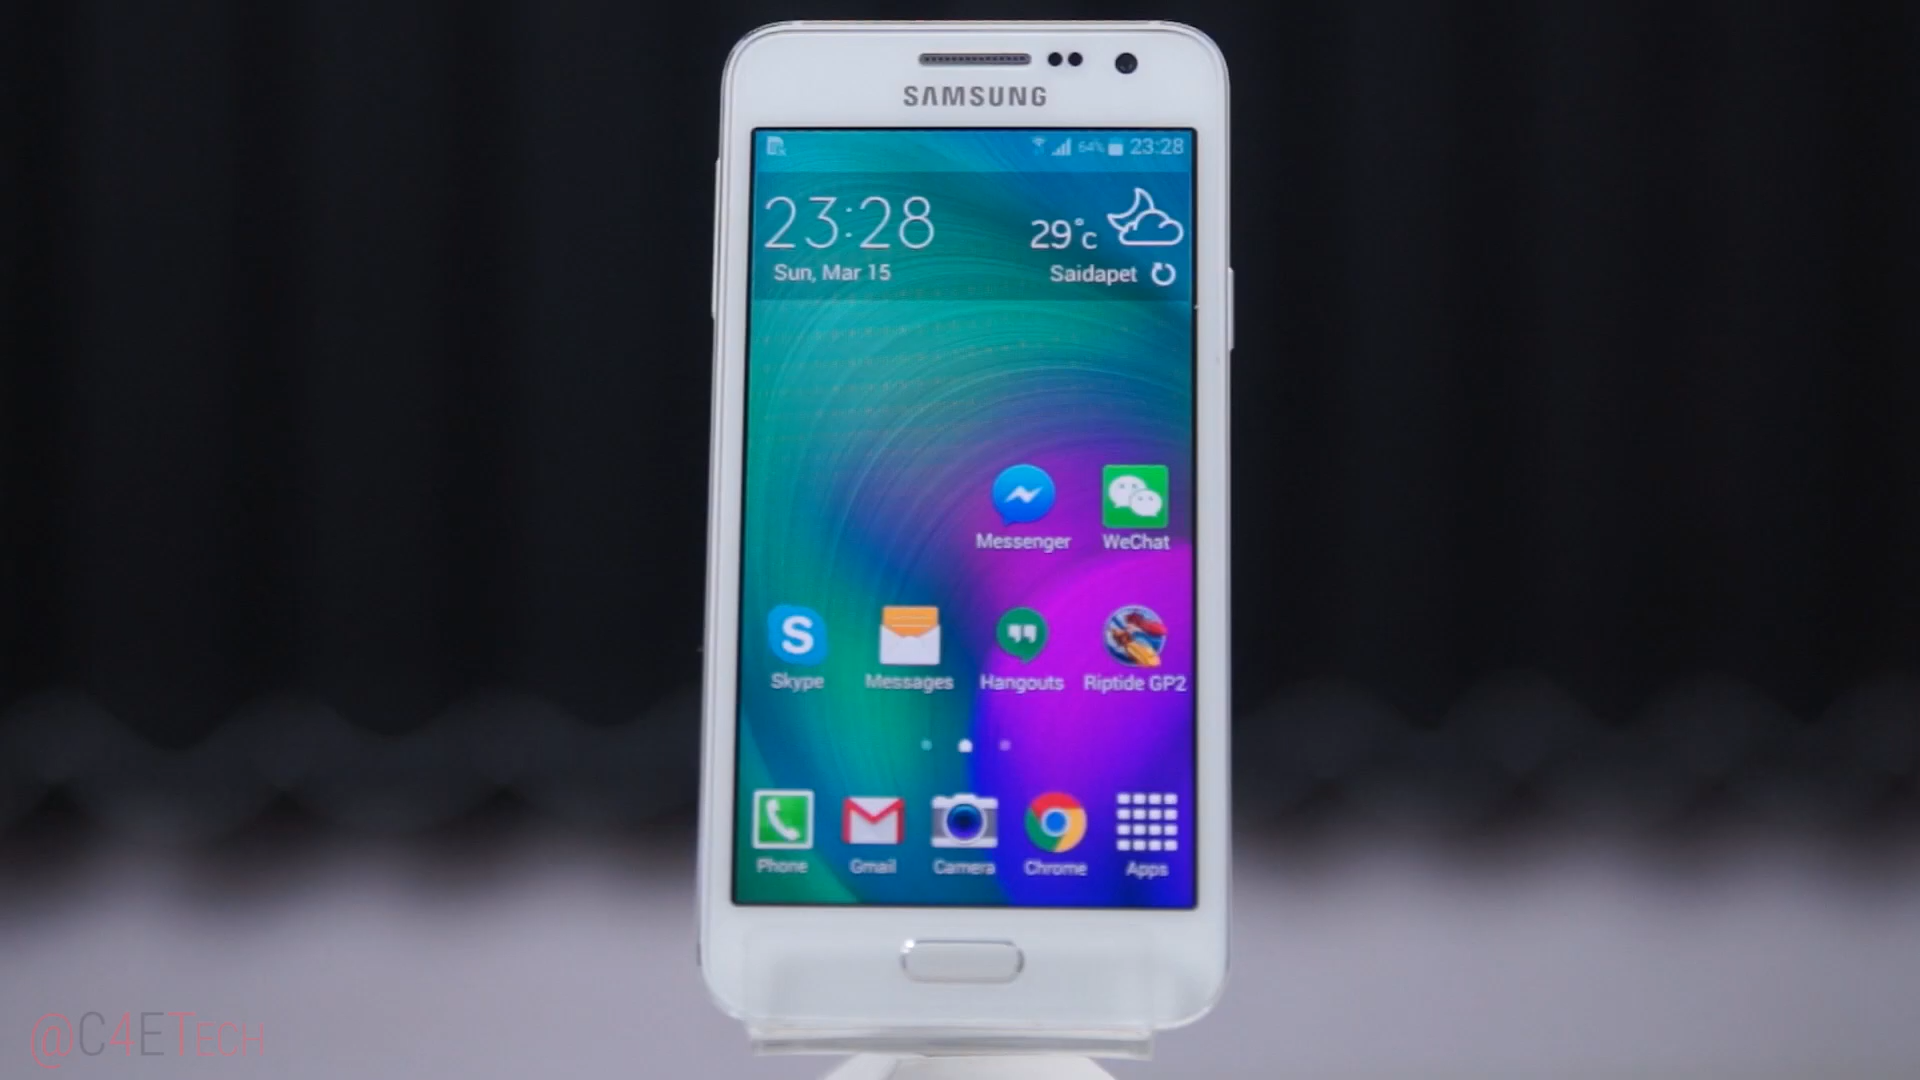 SAMSUNG
64% 23:28
23:28
29°c
Sun, Mar 15
Saidapet
Messenger
WeChat
Skype
Messages
Hangouts
Riptide GP2
Phone
Gmail
Camera
Chrome
Apps
@C4ETECH